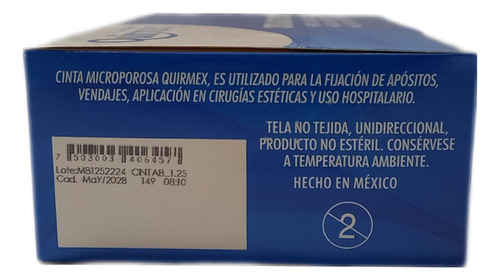 CINTA MICROPOROSA QUIRMEX, ES UTILIZADO PARA LA FIJACIÓN DE APÓSITOS,
VENDAJES, APLICACIÓN EN CIRUGÍAS ESTÉTICAS Y USO HOSPITALARIO.
TELA NO TEJIDA, UNIDIRECCIONAL,
PRODUCTO NO ESTÉRIL. CONSÉRVESE
A TEMPERATURA AMBIENTE.
HECHO EN MÉXICO
2
7 503003 406457
Lote:MB1252224 CINTAB_1.25
Cad. MaY/2028 149 08:10